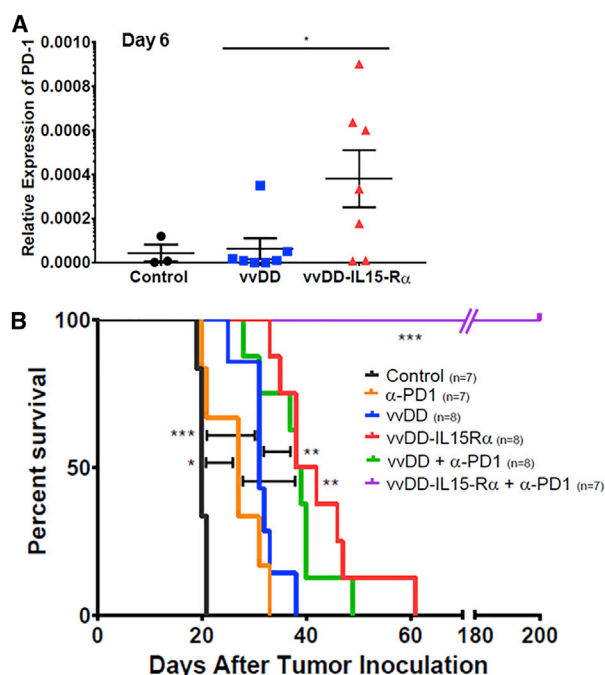 A
Day 6
*
Relative Expression of PD-1
0.0010
0.0008
0.0006
0.0004
0.0002
0.0000
Control
vvDD
vvDD-IL15-Rα
B
Percent survival
100
50
0
***
***
*
**
**
Control (n=7)
α-PD1 (n=7)
vvDD (n=8)
vvDD-IL15Rα (n=8)
vvDD + α-PD1 (n=8)
vvDD-IL15-Rα + α-PD1 (n=7)
0 20 40 60 180 200
Days After Tumor Inoculation